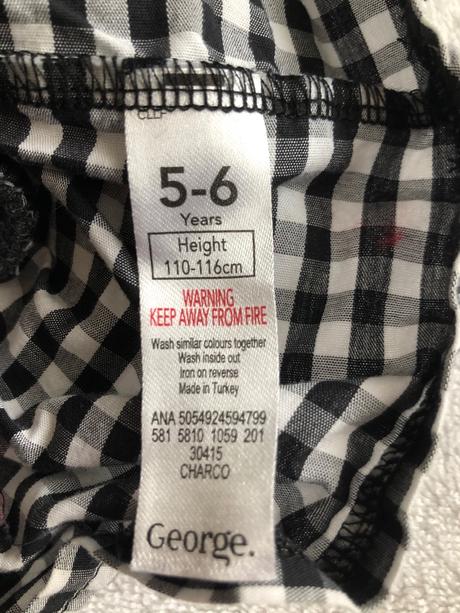 5-6
Years
Height
110-116cm
WARNING
KEEP AWAY FROM FIRE
Wash similar colours together
Wash inside out
Iron on reverse
Made in Turkey
ANA 5054924594799
581 5810 1059 201
30415
CHARCO
George.